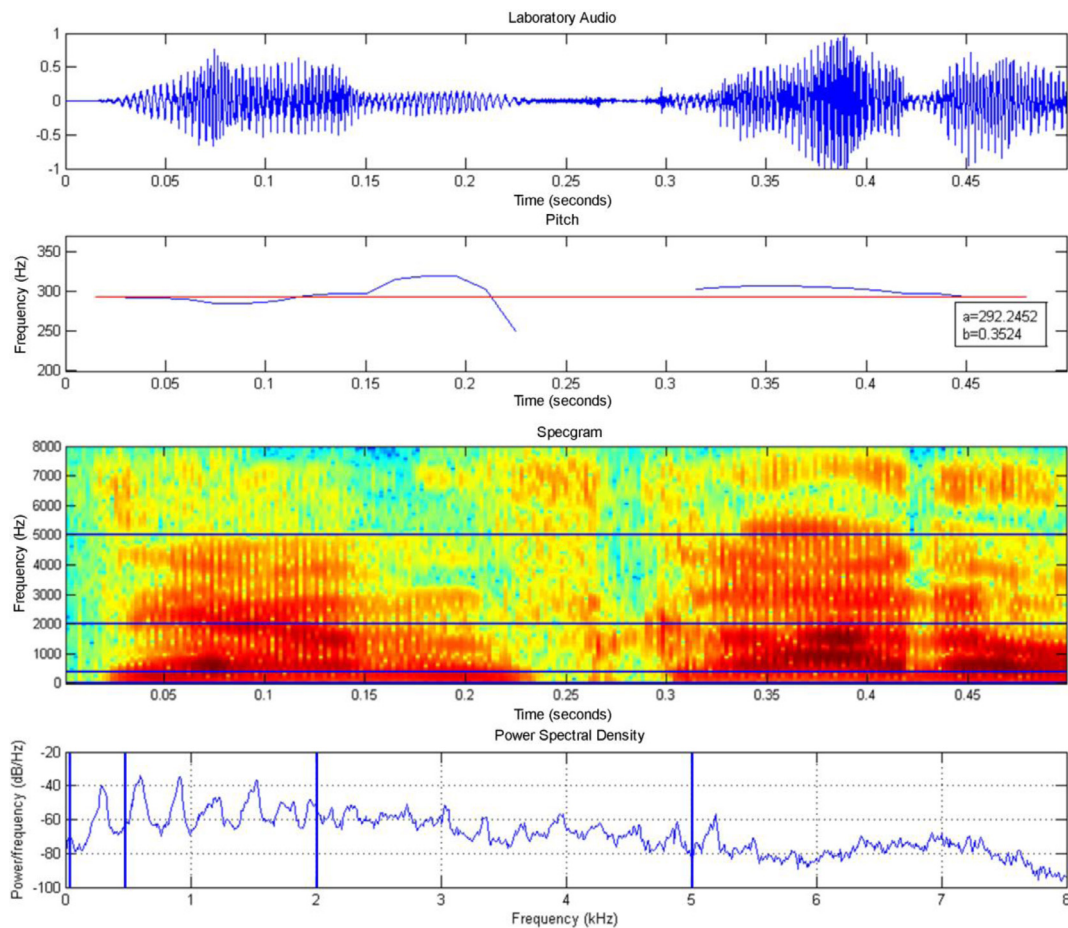 Laboratory Audio
1
0.5
0
-0.5
-1
0 0.05 0.1 0.15 0.2 0.25 0.3 0.35 0.4 0.45
Time (seconds)
Pitch
Frequency (Hz)
350
300
250
200
a=292.2452
b=0.3524
0 0.05 0.1 0.15 0.2 0.25 0.3 0.35 0.4 0.45
Time (seconds)
Specgram
Frequency (Hz)
8000
7000
6000
5000
4000
3000
2000
1000
0
0.05 0.1 0.15 0.2 0.25 0.3 0.35 0.4 0.45
Time (seconds)
Power Spectral Density
Power/frequency (dB/Hz)
-20
-40
-60
-80
-100
0 1 2 3 4 5 6 7 8
Frequency (kHz)